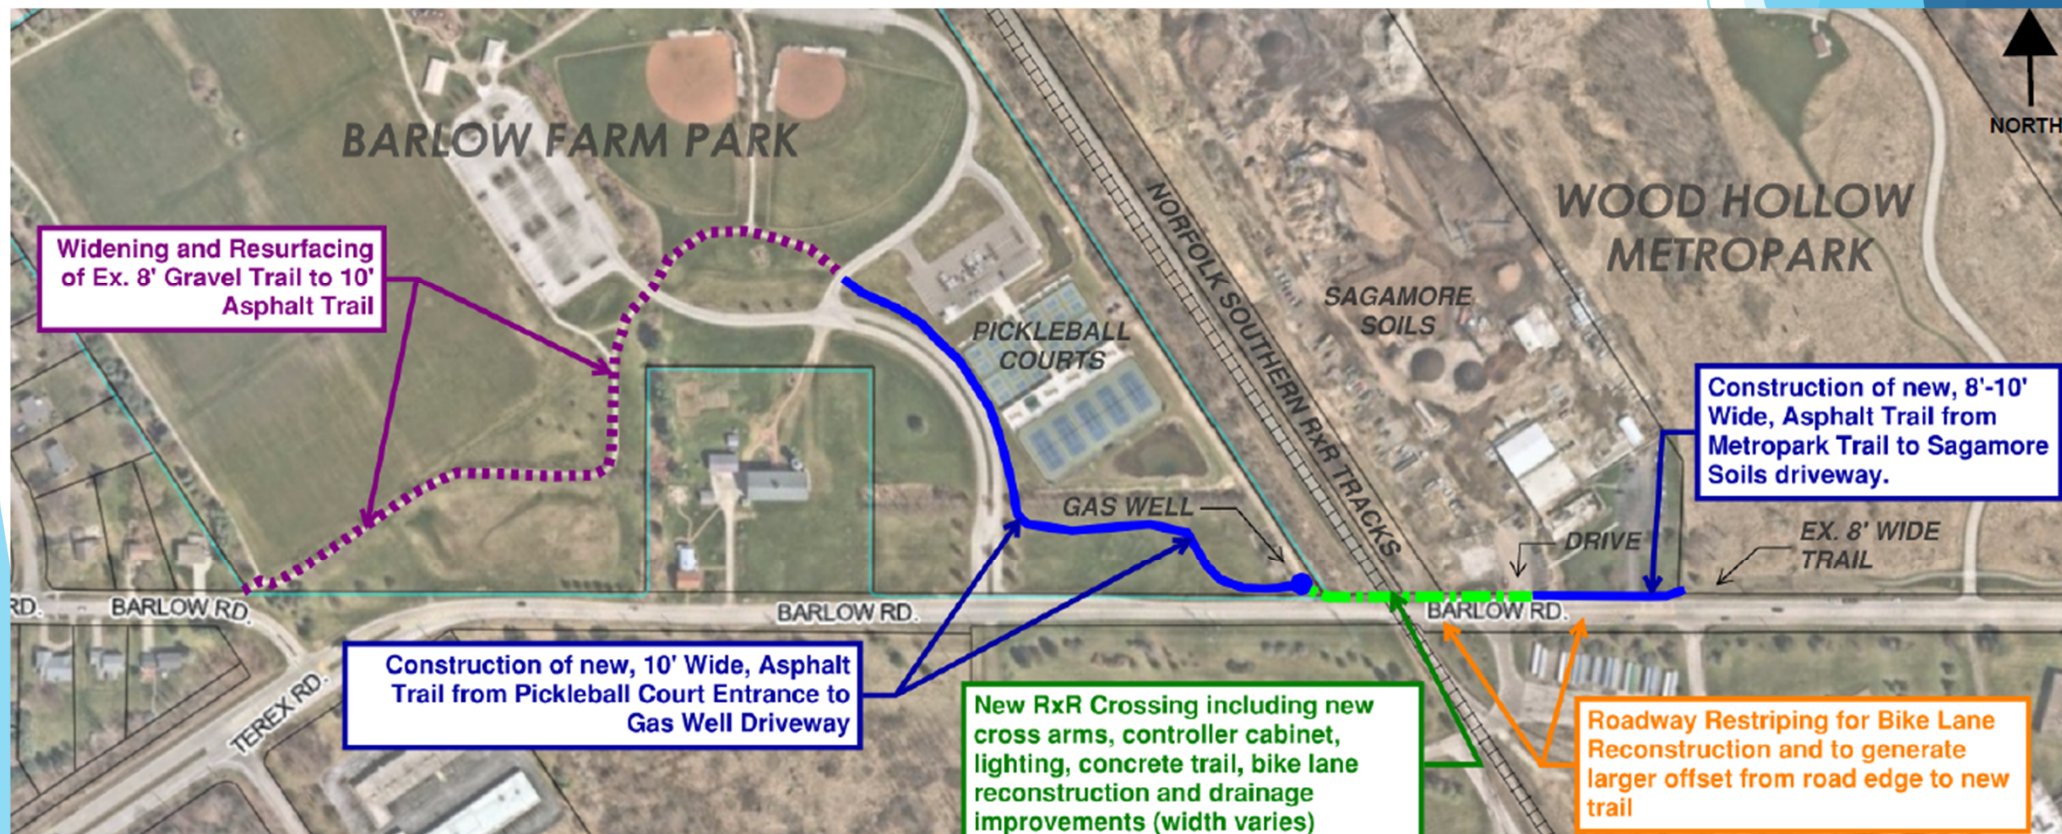 NORTH
BARLOW FARM PARK
WOOD HOLLOW
METROPARK
Widening and Resurfacing
of Ex. 8' Gravel Trail to 10'
Asphalt Trail
NORFOLK SOUTHERN RxR TRACKS
SAGAMORE
SOILS
PICKLEBALL
COURTS
Construction of new, 8'-10'
Wide, Asphalt Trail from
Metropark Trail to Sagamore
Soils driveway.
GAS WELL
DRIVE
EX. 8' WIDE
TRAIL
RD.
BARLOW RD.
BARLOW RD.
BARLOW RD.
TEREX RD.
Construction of new, 10' Wide, Asphalt
Trail from Pickleball Court Entrance to
Gas Well Driveway
New RxR Crossing including new
cross arms, controller cabinet,
lighting, concrete trail, bike lane
reconstruction and drainage
improvements (width varies)
Roadway Restriping for Bike Lane
Reconstruction and to generate
larger offset from road edge to new
trail